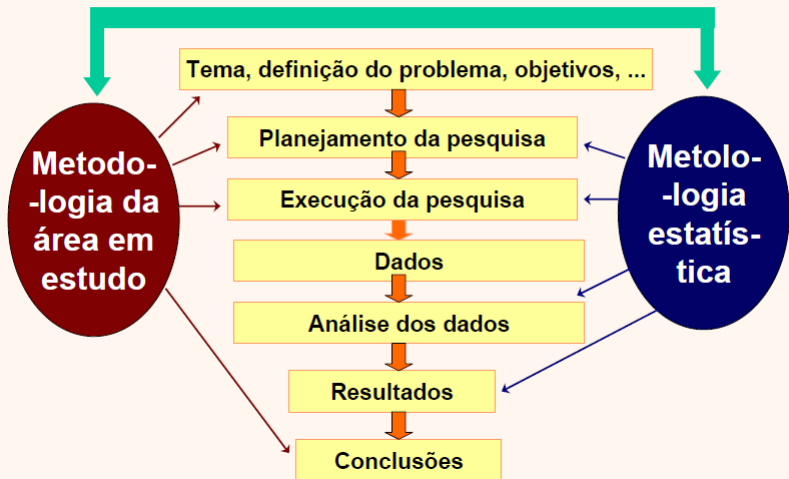 Tema, definição do problema, objetivos, ...
Planejamento da pesquisa
Execução da pesquisa
Dados
Análise dos dados
Resultados
Conclusões
Metodo-
-logia da
área em
estudo
Metolo-
-logia
estatís-
tica